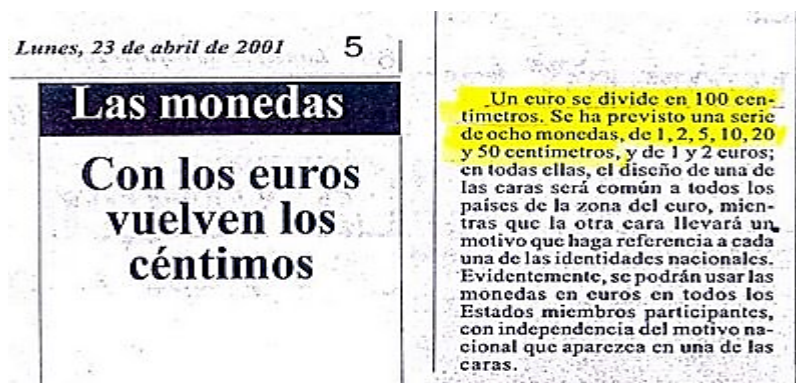 Lunes, 23 de abril de 2001 5
Las monedas
Con los euros
vuelven los
céntimos
Un euro se divide en 100 cen-
tímetros. Se ha previsto una serie
de ocho monedas, de 1, 2, 5, 10, 20
y 50 centímetros, y de 1 y 2 euros;
en todas ellas, el diseño de una de
las caras será común a todos los
países de la zona del euro, mien-
tras que la otra cara llevará un
motivo que haga referencia a cada
una de las identidades nacionales.
Evidentemente, se podrán usar las
monedas en euros en todos los
Estados miembros participantes,
con independencia del motivo na-
cional que aparezca en una de las
caras.